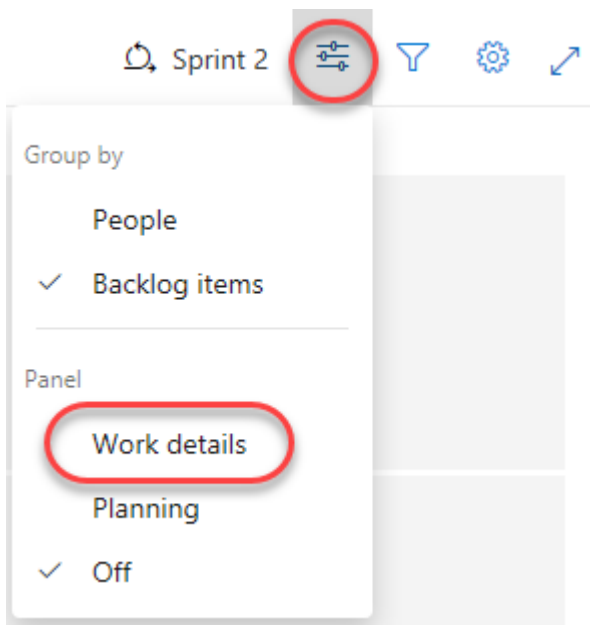 Sprint 2
Group by
People
Backlog items
Panel
Work details
Planning
Off